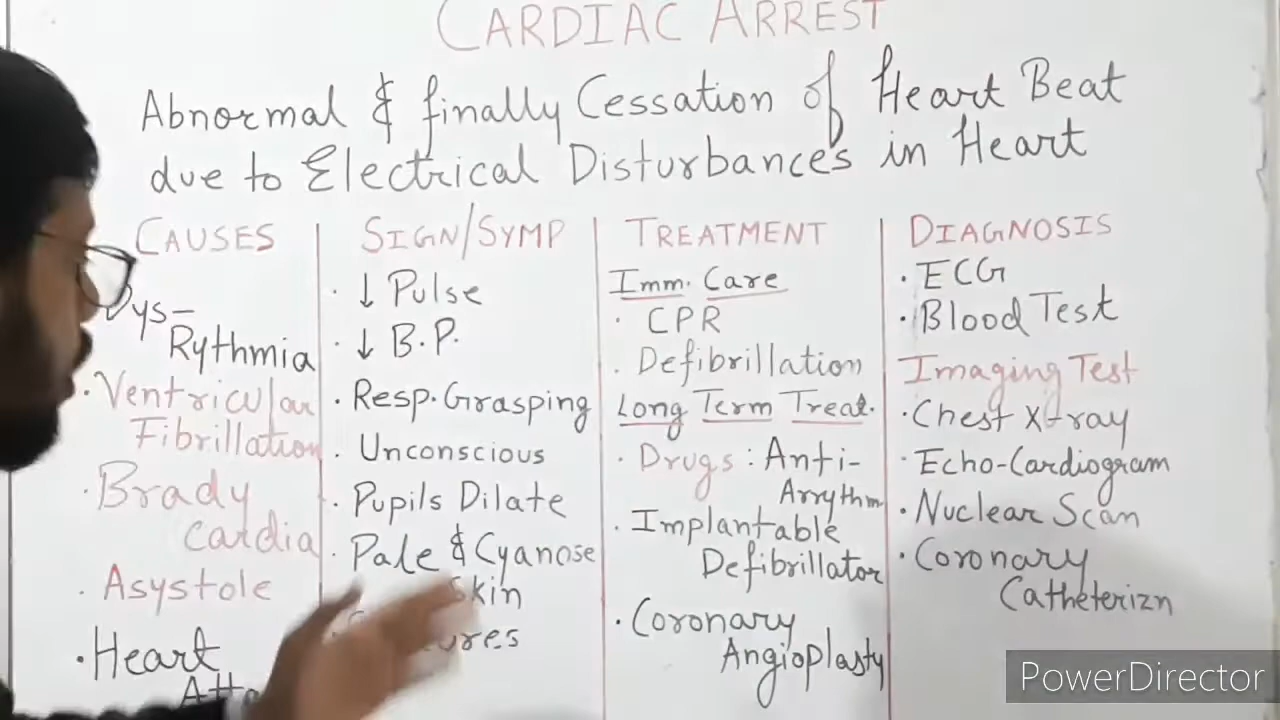 CARDIAC ARREST
Abnormal & finally Cessation of Heart Beat
due to Electrical Disturbances in Heart
CAUSES
Dys-
Rythmia
· Ventricular
Fibrillation
· Brady
Cardia
· Asystole
· Heart
SIGN/SYMP
· ↓ Pulse
· ↓ B.P.
· Resp. Grasping
· Unconscious
· Pupils Dilate
· Pale & Cyanose
Skin
TREATMENT
Imm. Care
· CPR
· Defibrillation
Long Term Treat.
· Drugs : Anti-
Arrythm
· Implantable
Defibrillator
· Coronary
Angioplasty
DIAGNOSIS
· ECG
· Blood Test
Imaging Test
· Chest X-ray
· Echo-Cardiogram
· Nuclear Scan
· Coronary
Catheterizn
PowerDirector